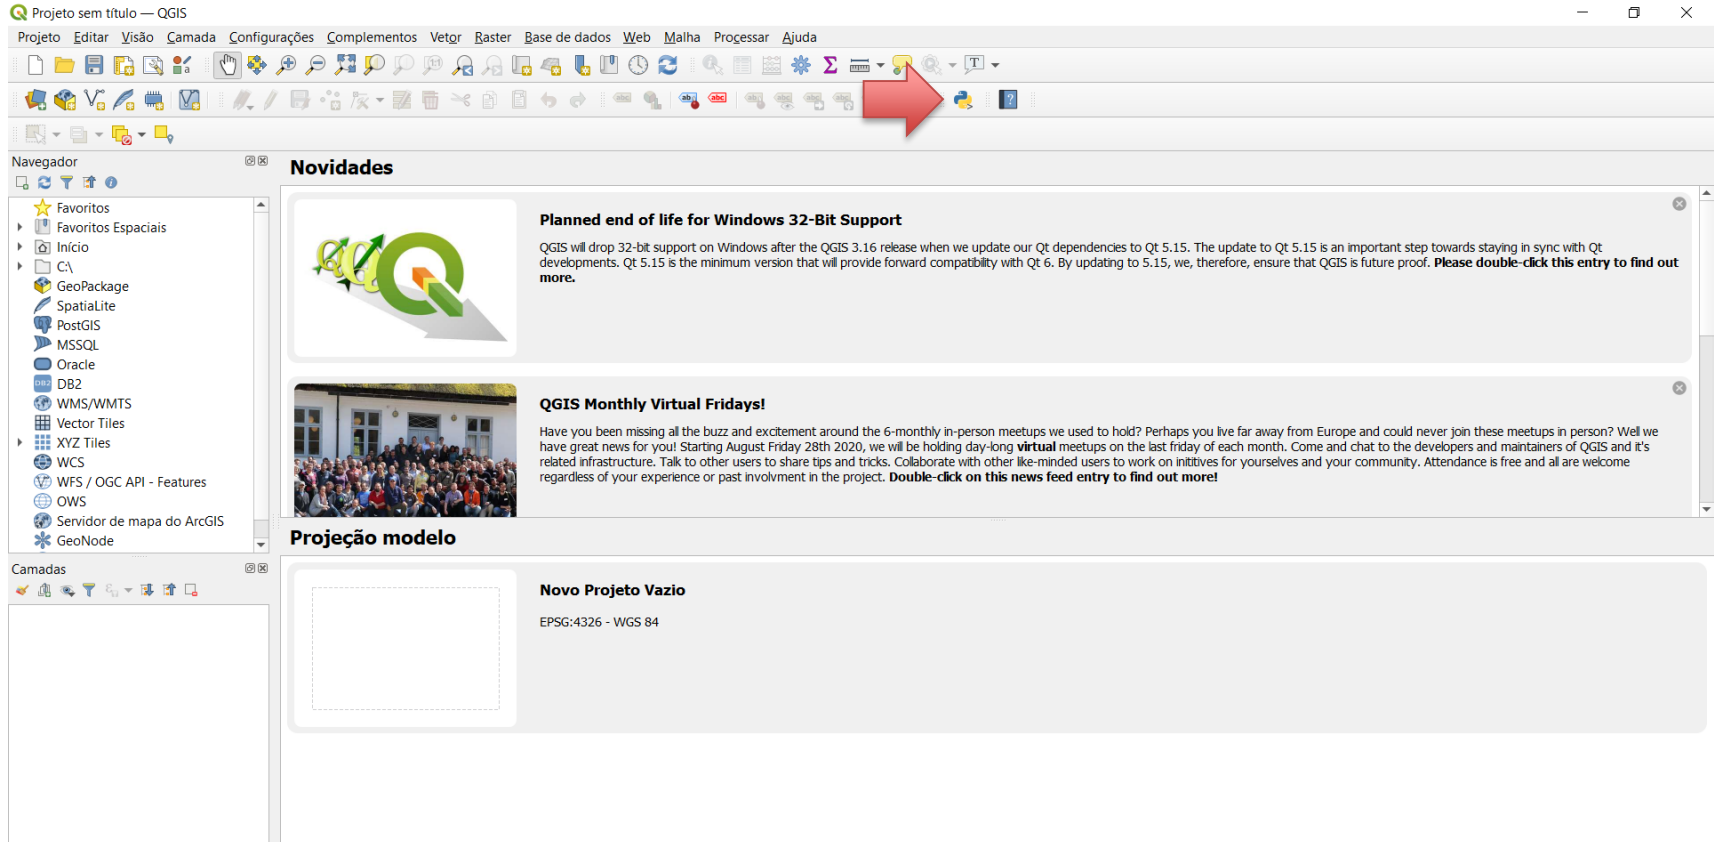 Projeto sem título — QGIS
Projeto Editar Visão Camada Configurações Complementos Vetor Raster Base de dados Web Malha Processar Ajuda
Navegador
Favoritos
Favoritos Espaciais
Início
C:\
GeoPackage
SpatiaLite
PostGIS
MSSQL
Oracle
DB2
WMS/WMTS
Vector Tiles
XYZ Tiles
WCS
WFS / OGC API - Features
OWS
Servidor de mapa do ArcGIS
GeoNode
Camadas
Novidades
Planned end of life for Windows 32-Bit Support
QGIS will drop 32-bit support on Windows after the QGIS 3.16 release when we update our Qt dependencies to Qt 5.15. The update to Qt 5.15 is an important step towards staying in sync with Qt
developments. Qt 5.15 is the minimum version that will provide forward compatibility with Qt 6. By updating to 5.15, we, therefore, ensure that QGIS is future proof. Please double-click this entry to find out
more.
QGIS Monthly Virtual Fridays!
Have you been missing all the buzz and excitement around the 6-monthly in-person meetups we used to hold? Perhaps you live far away from Europe and could never join these meetups in person? Well we
have great news for you! Starting August Friday 28th 2020, we will be holding day-long virtual meetups on the last friday of each month. Come and chat to the developers and maintainers of QGIS and it's
related infrastructure. Talk to other users to share tips and tricks. Collaborate with other like-minded users to work on inititives for yourselves and your community. Attendance is free and all are welcome
regardless of your experience or past involvment in the project. Double-click on this news feed entry to find out more!
Projeção modelo
Novo Projeto Vazio
EPSG:4326 - WGS 84